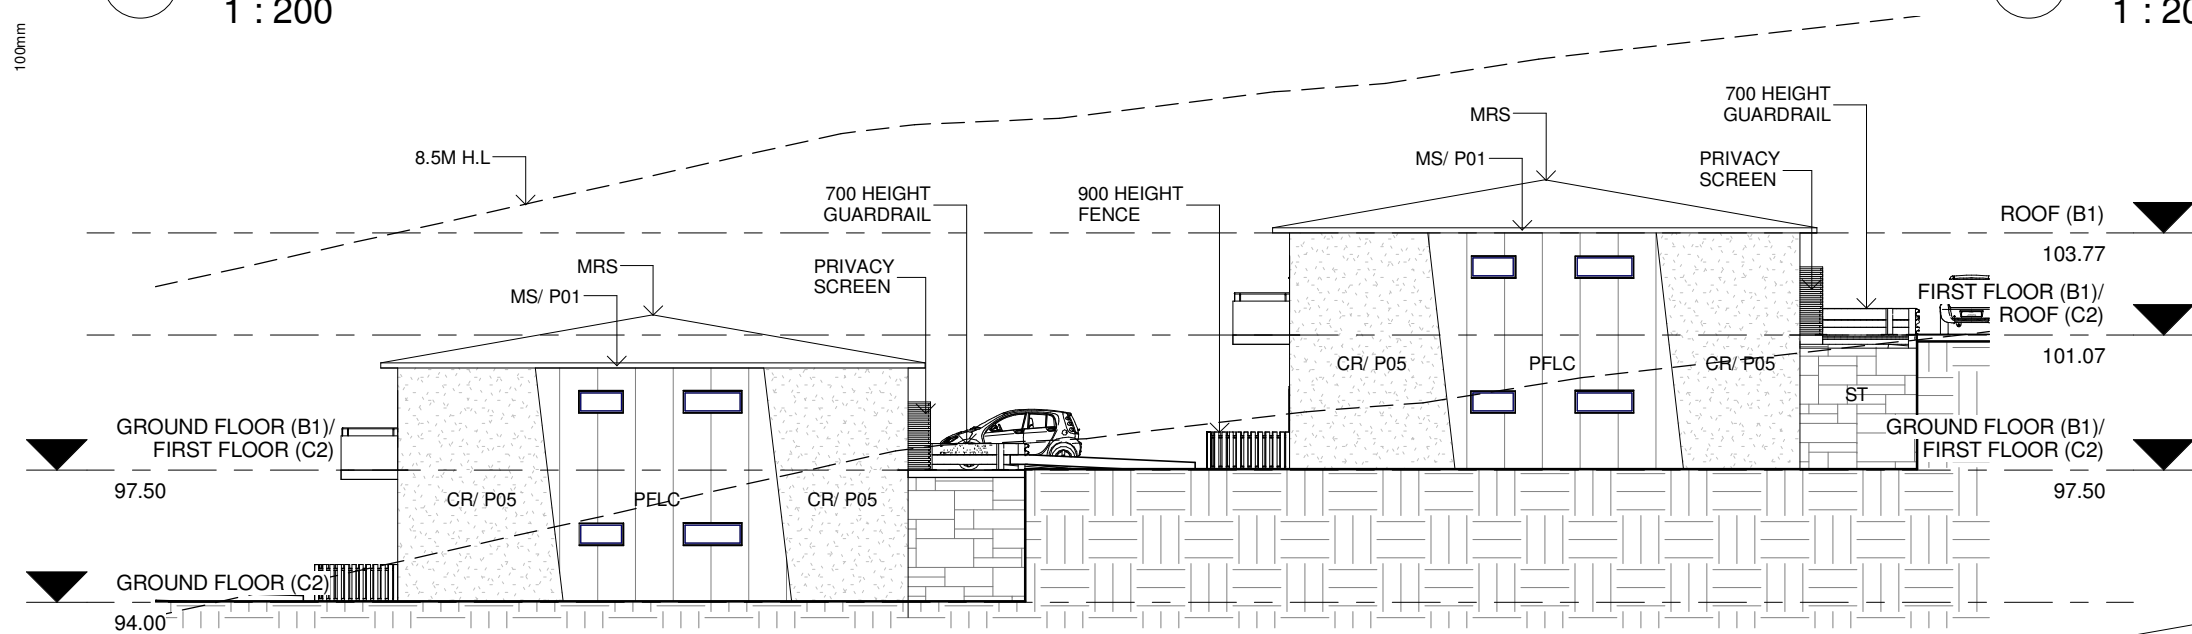 1 : 200
1 : 20
100mm
700 HEIGHT
GUARDRAIL
MRS
8.5M H.L
MS/ P01
PRIVACY
SCREEN
700 HEIGHT
GUARDRAIL
900 HEIGHT
FENCE
ROOF (B1)
103.77
MRS
PRIVACY
SCREEN
MS/ P01
FIRST FLOOR (B1)/
ROOF (C2)
101.07
CR/ P05
PFLC
CR/ P05
ST
GROUND FLOOR (B1)/
FIRST FLOOR (C2)
97.50
GROUND FLOOR (B1)/
FIRST FLOOR (C2)
97.50
CR/ P05
PFLC
CR/ P05
GROUND FLOOR (C2)
94.00